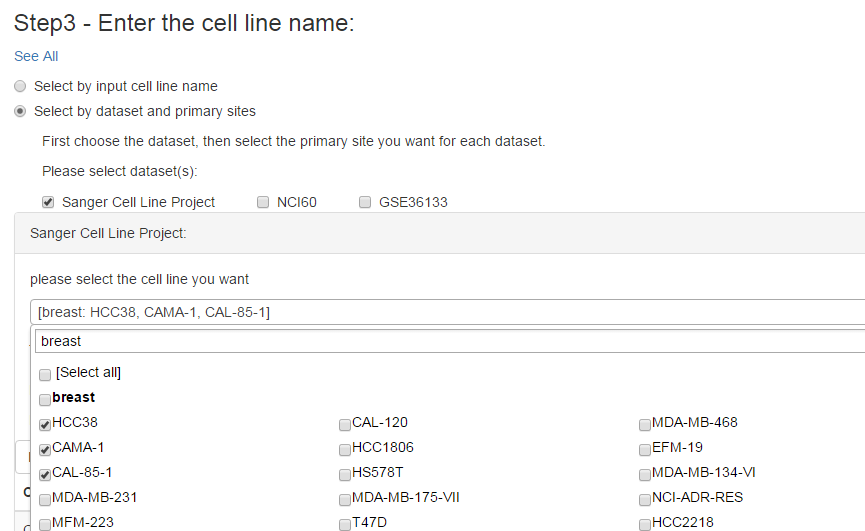 Step3 - Enter the cell line name:
See All
Select by input cell line name
Select by dataset and primary sites
First choose the dataset, then select the primary site you want for each dataset.
Please select dataset(s):
Sanger Cell Line Project NCI60 GSE36133
Sanger Cell Line Project:
please select the cell line you want
[breast: HCC38, CAMA-1, CAL-85-1]
breast
[Select all]
breast
HCC38 CAL-120 MDA-MB-468
CAMA-1 HCC1806 EFM-19
CAL-85-1 HS578T MDA-MB-134-VI
MDA-MB-231 MDA-MB-175-VII NCI-ADR-RES
MFM-223 T47D HCC2218